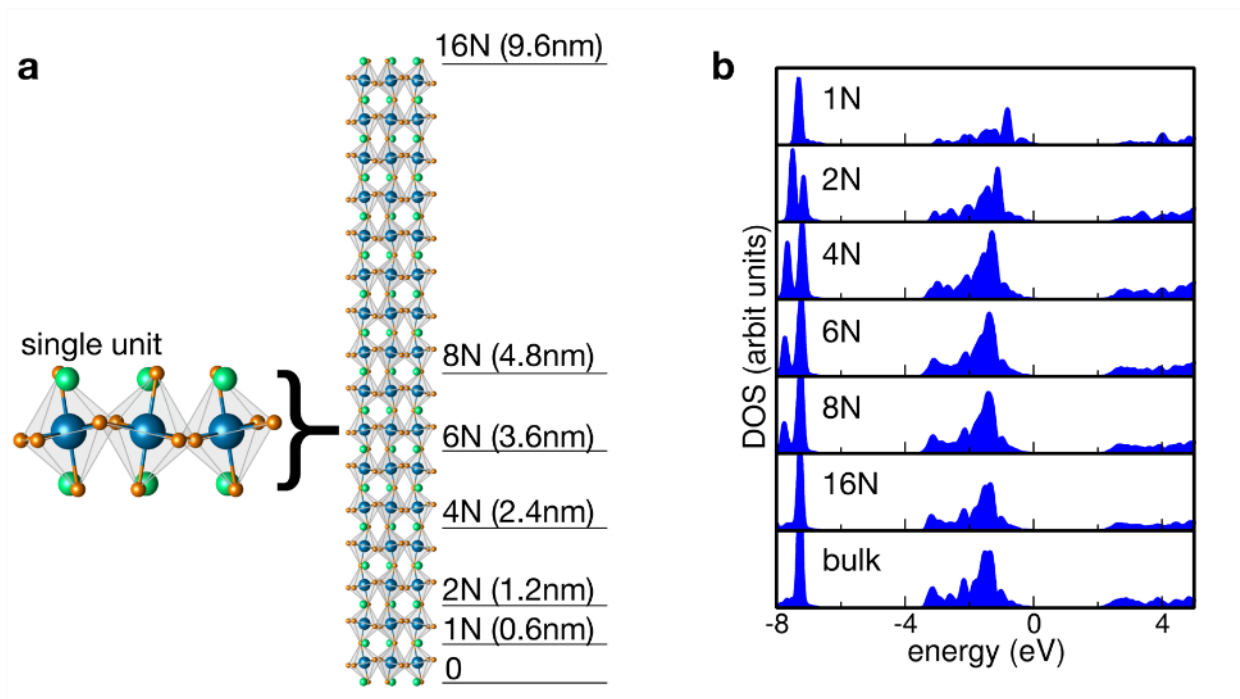 a
16N (9.6nm)
8N (4.8nm)
6N (3.6nm)
4N (2.4nm)
2N (1.2nm)
1N (0.6nm)
0
single unit
b
1N
2N
4N
6N
8N
16N
bulk
DOS (arbit units)
-8 -4 0 4
energy (eV)